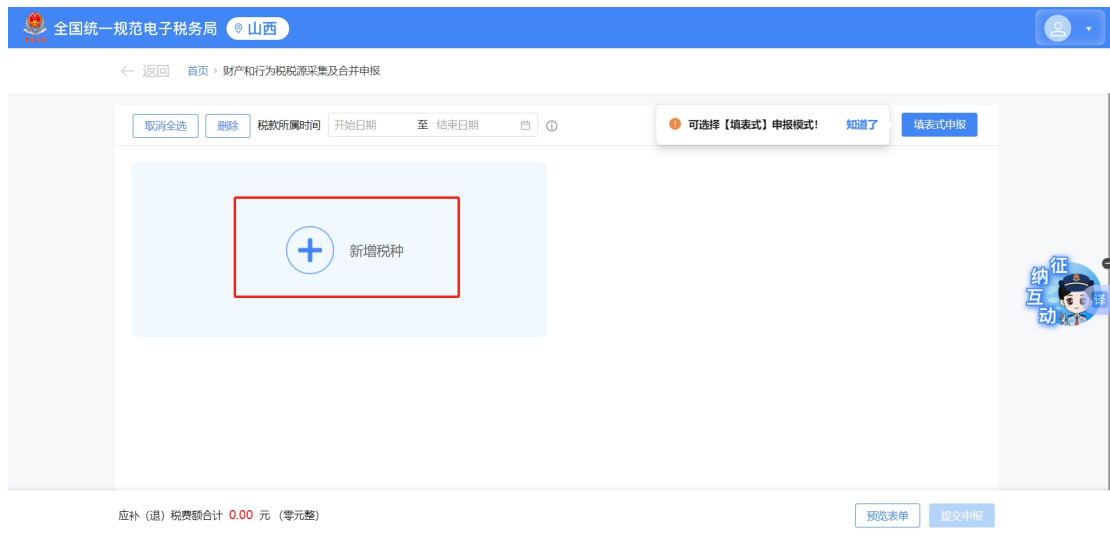 全国统一规范电子税务局 山西
返回 首页 › 财产和行为税税源采集及合并申报
取消全选 删除 税款所属时间 开始日期 至 结束日期 可选择【填表式】申报模式! 知道了 填表式申报
新增税种
征纳互动
译
应补（退）税费额合计 0.00 元 (零元整) 预览表单 提交申报